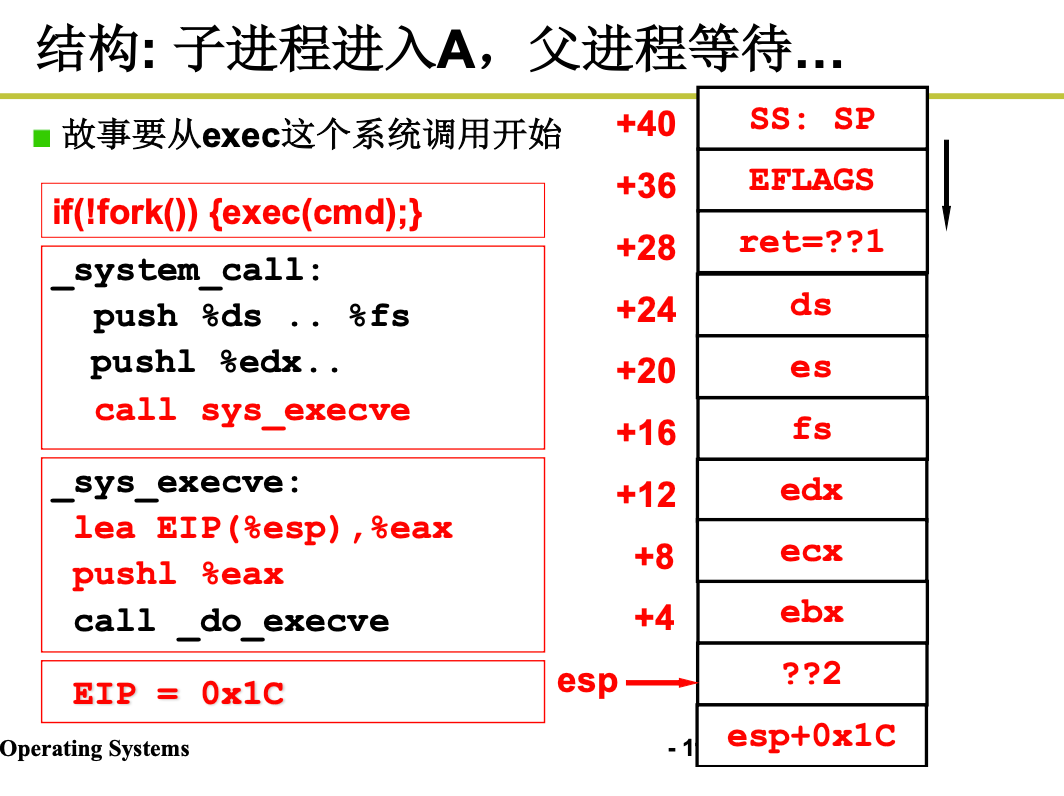 结构: 子进程进入A，父进程等待…
故事要从exec这个系统调用开始
if(!fork()) {exec(cmd);}
_system_call:
push %ds .. %fs
pushl %edx..
call sys_execve
_sys_execve:
lea EIP(%esp),%eax
pushl %eax
call _do_execve
EIP = 0x1C
+40 SS: SP
+36 EFLAGS
+28 ret=??1
+24 ds
+20 es
+16 fs
+12 edx
+8 ecx
+4 ebx
esp ??2
esp+0x1C
Operating Systems